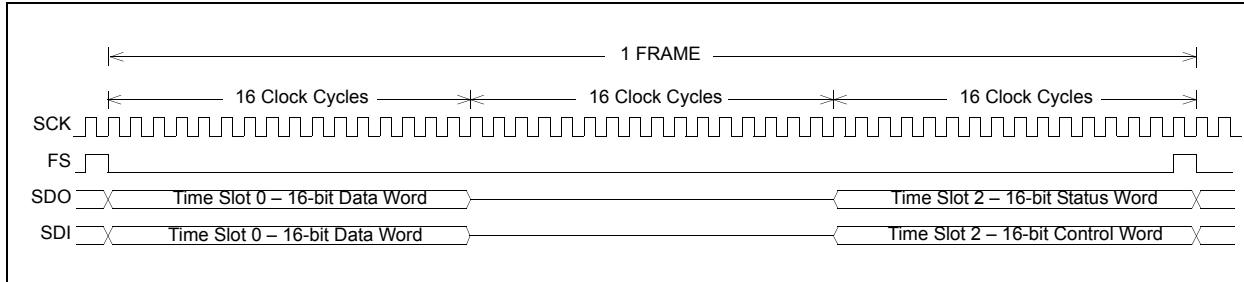 1 FRAME
16 Clock Cycles 16 Clock Cycles 16 Clock Cycles
SCK
FS
SDO Time Slot 0 – 16-bit Data Word Time Slot 2 – 16-bit Status Word
SDI Time Slot 0 – 16-bit Data Word Time Slot 2 – 16-bit Control Word